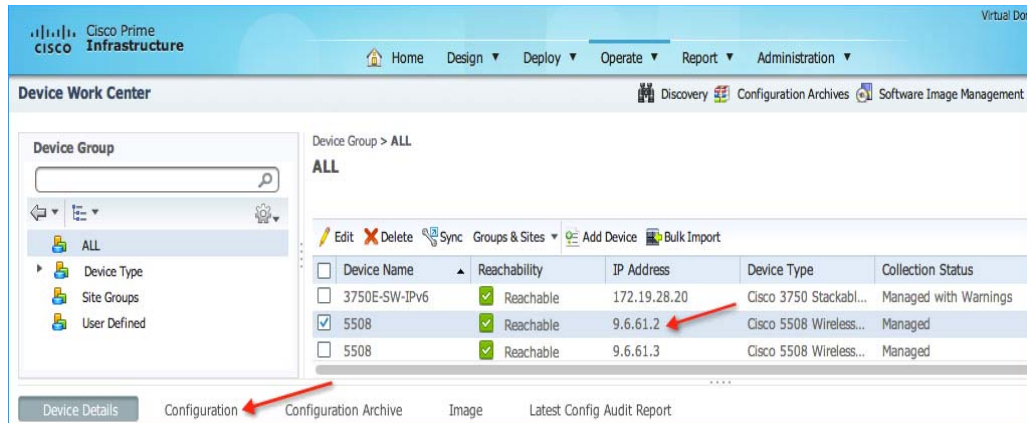 Virtual Do
Cisco Prime
CISCO Infrastructure
Home Design ▼ Deploy ▼ Operate ▼ Report ▼ Administration ▼
Device Work Center
Discovery Configuration Archives Software Image Management
Device Group
Device Group > ALL
ALL
Edit Delete Sync Groups & Sites ▼ Add Device Bulk Import
ALL
Device Type
Site Groups
User Defined
Device Name ▲ Reachability IP Address Device Type Collection Status
3750E-SW-IPv6 Reachable 172.19.28.20 Cisco 3750 Stackabl... Managed with Warnings
5508 Reachable 9.6.61.2 Cisco 5508 Wireless... Managed
5508 Reachable 9.6.61.3 Cisco 5508 Wireless... Managed
Device Details Configuration Configuration Archive Image Latest Config Audit Report